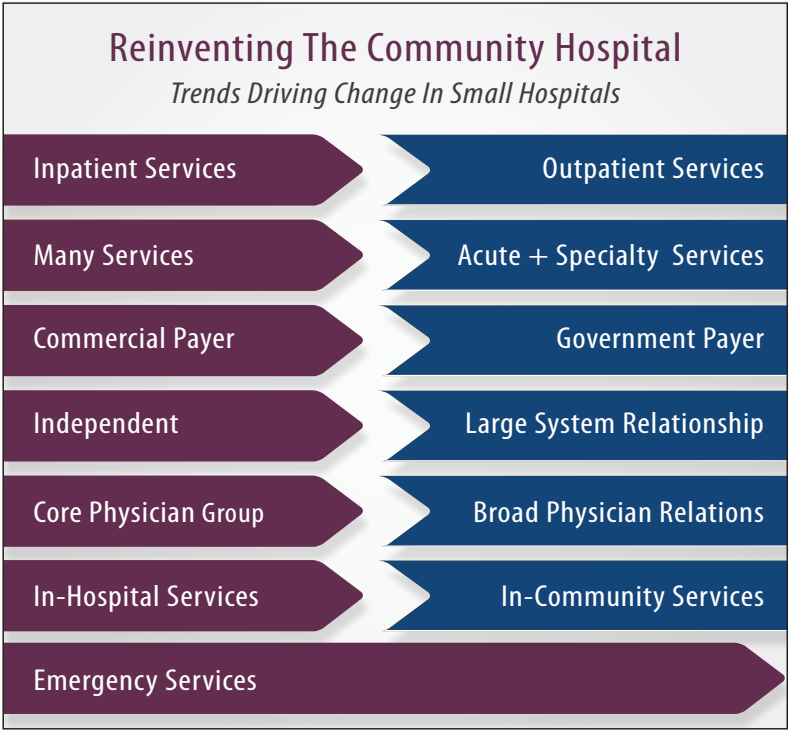 Reinventing The Community Hospital
Trends Driving Change In Small Hospitals
Inpatient Services
Outpatient Services
Many Services
Acute + Specialty Services
Commercial Payer
Government Payer
Independent
Large System Relationship
Core Physician Group
Broad Physician Relations
In-Hospital Services
In-Community Services
Emergency Services